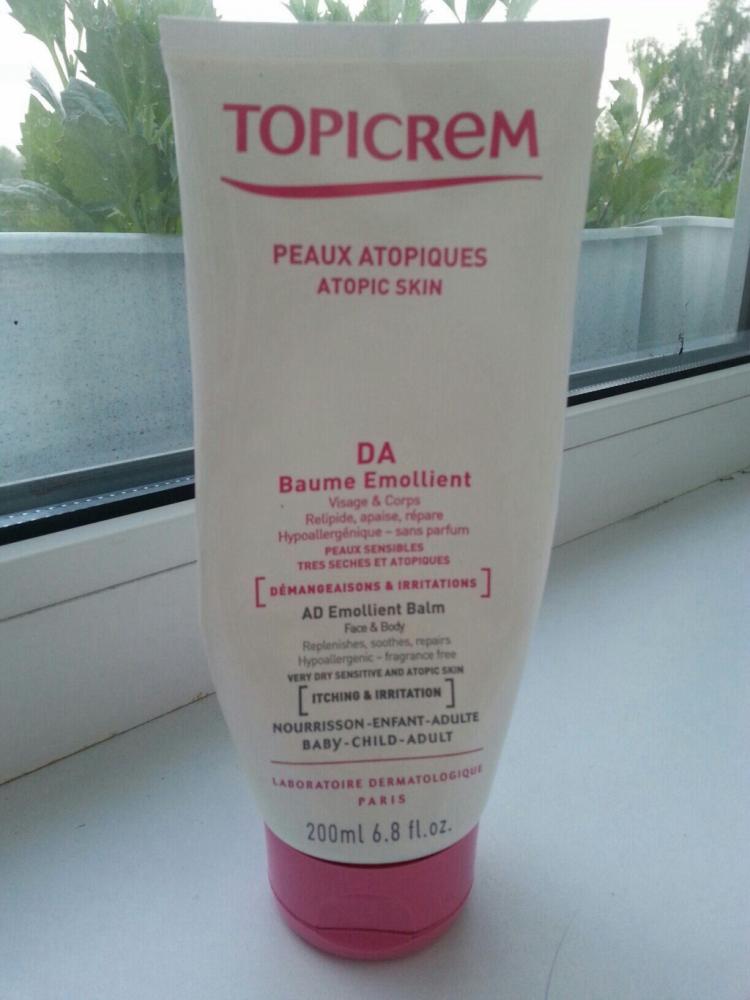 TOPICREM
PEAUX ATOPIQUES
ATOPIC SKIN
DA
Baume Emollient
Visage & Corps
Relipide, apaise, répare
Hypoallergénique – sans parfum
PEAUX SENSIBLES
TRES SECHES ET ATOPIQUES
[DÉMANGEAISONS & IRRITATIONS]
AD Emollient Balm
Face & Body
Replenishes, soothes, repairs
Hypoallergenic – fragrance free
VERY DRY SENSITIVE AND ATOPIC SKIN
[ITCHING & IRRITATION]
NOURRISSON-ENFANT-ADULTE
BABY-CHILD-ADULT
LABORATOIRE DERMATOLOGIQUE
PARIS
200ml 6.8 fl.oz.